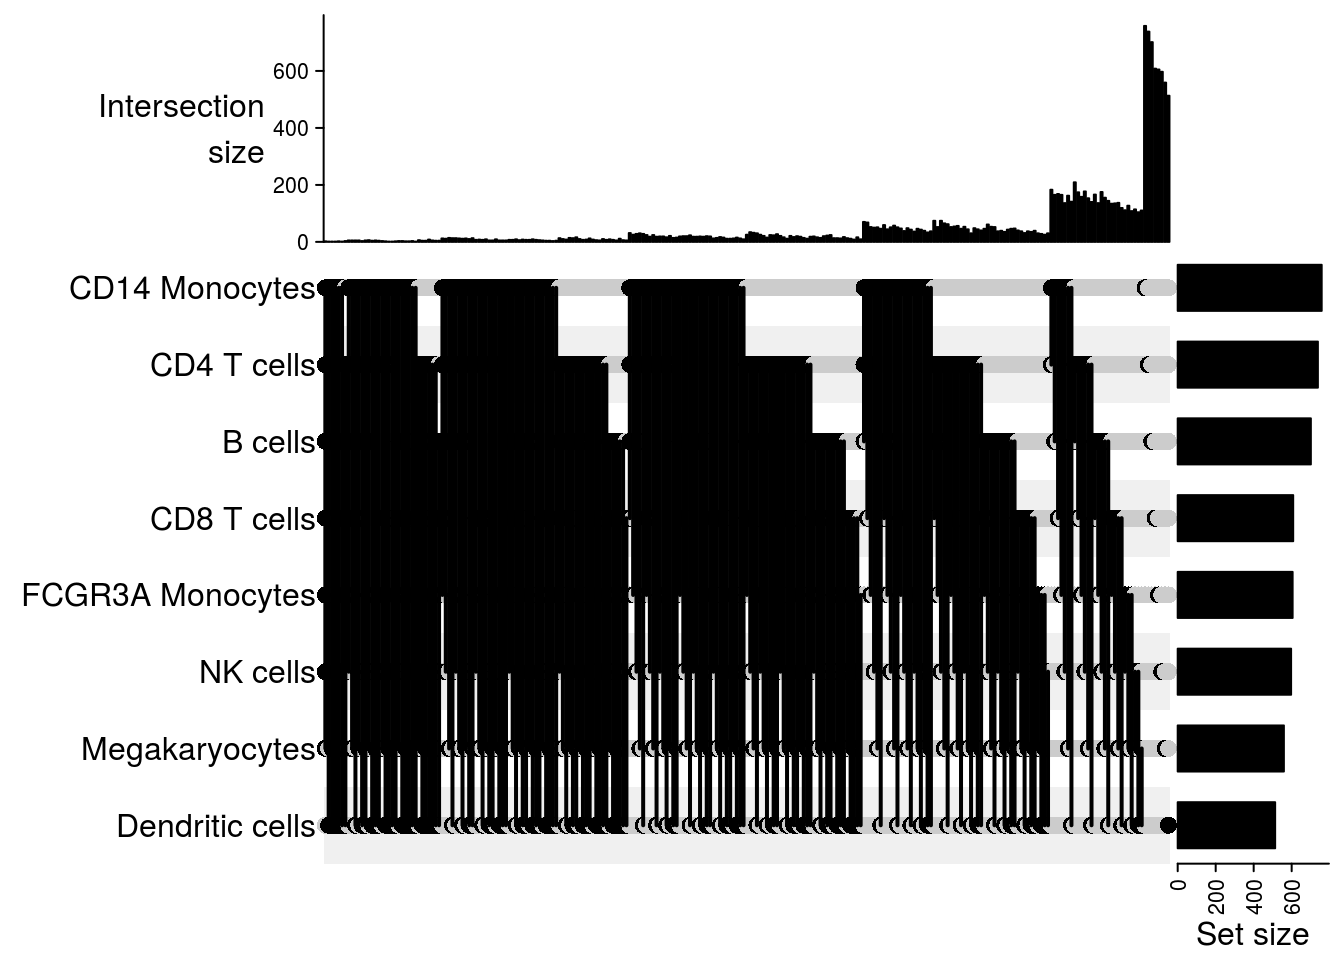 Intersection
size
600
400
200
0
CD14 Monocytes
CD4 T cells
B cells
CD8 T cells
FCGR3A Monocytes
NK cells
Megakaryocytes
Dendritic cells
0
200
400
600
Set size